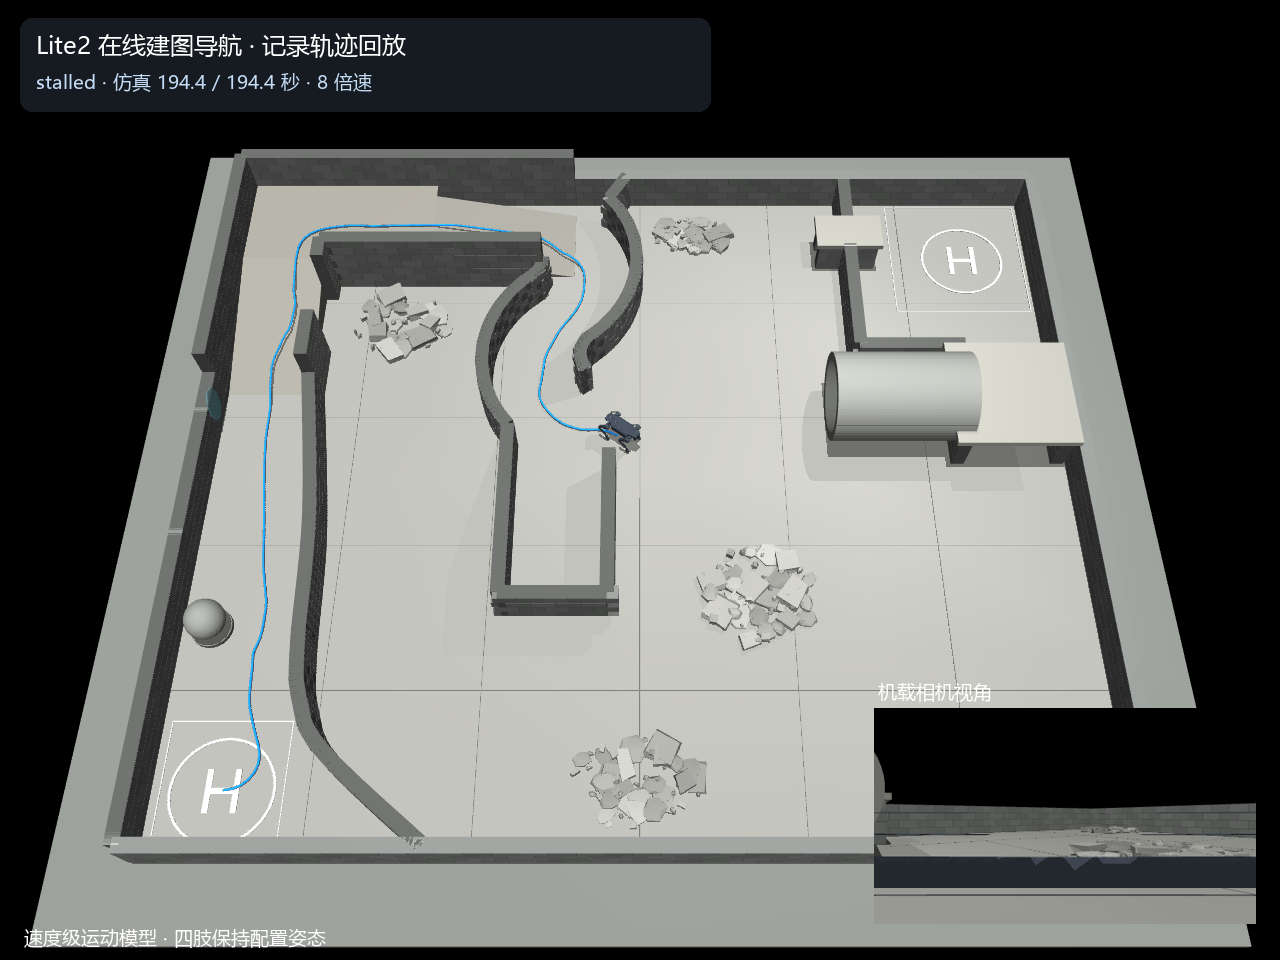 Lite2 在线建图导航 · 记录轨迹回放
stalled · 仿真 194.4 / 194.4 秒 · 8 倍速
H
H
机载相机视角
速度级运动模型 · 四肢保持配置姿态